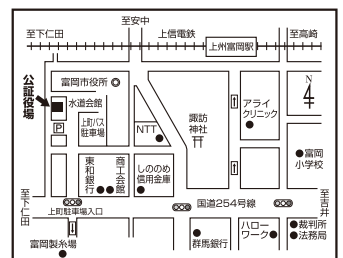 至安中
至下仁田
上信電鉄
至高崎
上州富岡駅
公証役場
富岡市役所
水道会館
P
上町バス
駐車場
NTT
諏訪
神社
アライ
クリニック
N
4
富岡
小学校
東和銀行
商工会館
しののめ
信用金庫
至下仁田
上町駐車場入口
国道254号線
至吉井
富岡製糸場
群馬銀行
ハロー
ワーク
裁判所
法務局